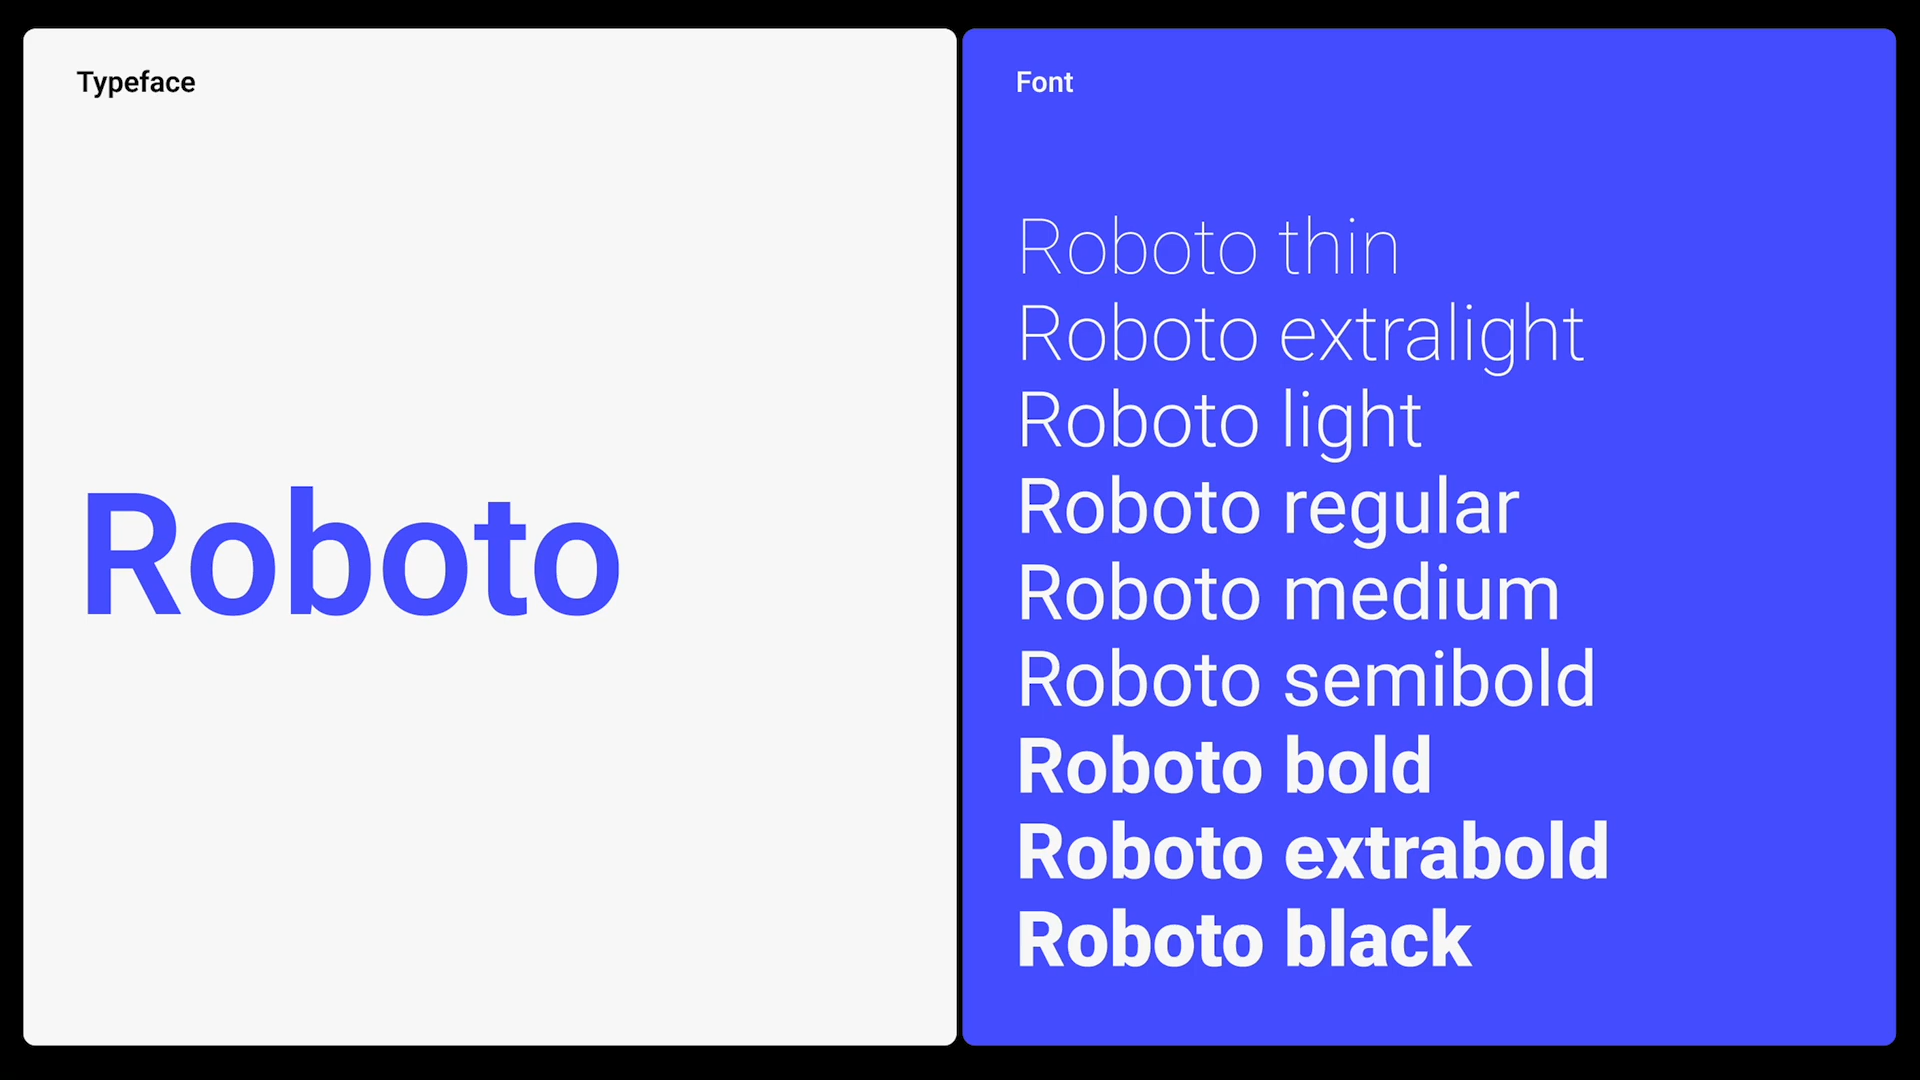 Typeface
Roboto
Font
Roboto thin
Roboto extralight
Roboto light
Roboto regular
Roboto medium
Roboto semibold
Roboto bold
Roboto extrabold
Roboto black